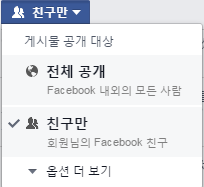 친구만
게시물 공개 대상
전체 공개
Facebook 내외의 모든 사람
친구만
회원님의 Facebook 친구
옵션 더 보기